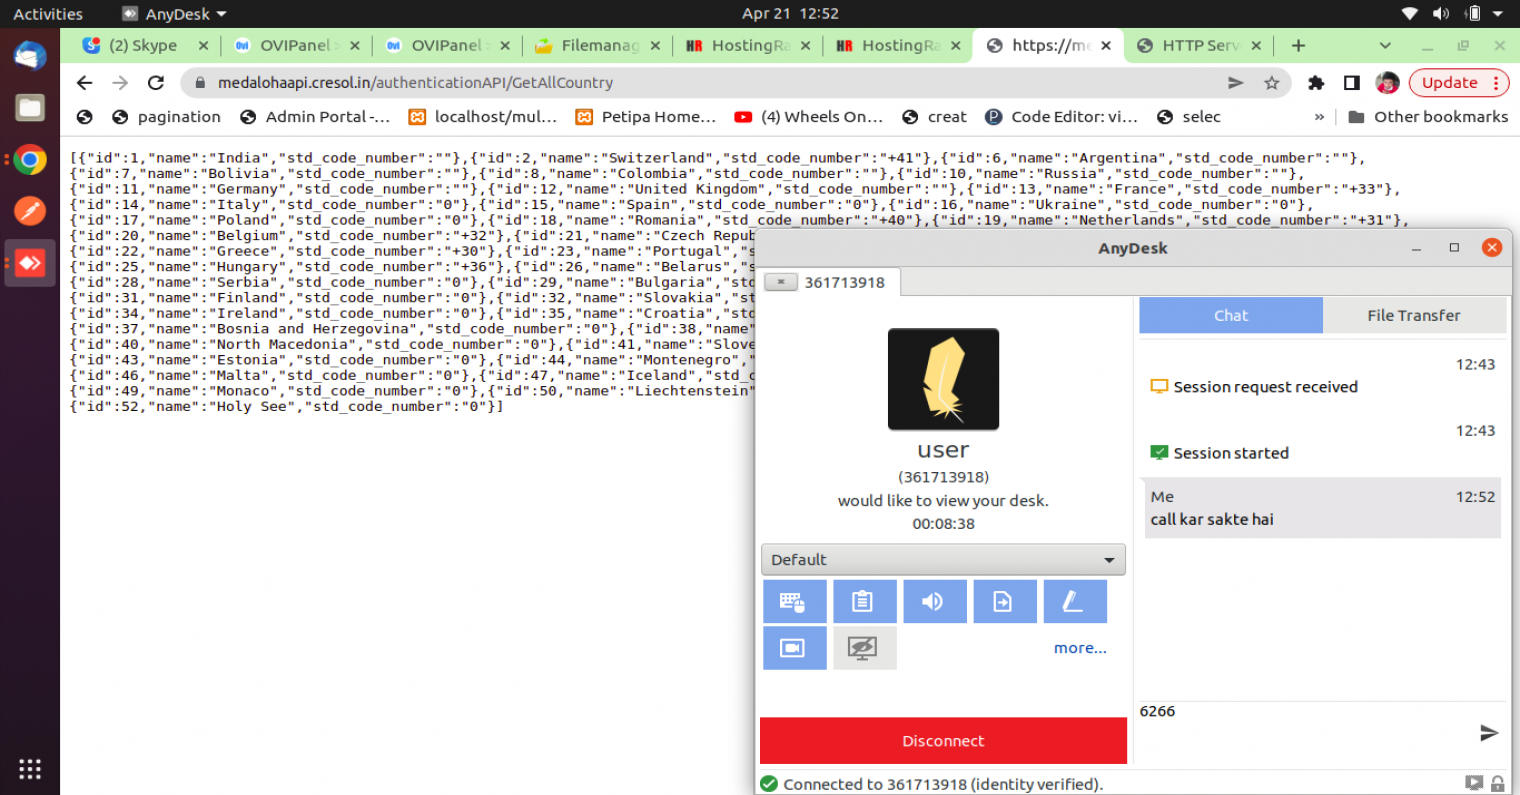 Activities
AnyDesk
Apr 21 12:52
(2) Skype
OVIPanel
OVIPanel
Filemanag
HR HostingRa
HR HostingRa
https://me
HTTP Serv
medalohaapi.cresol.in/authenticationAPI/GetAllCountry
Update
pagination
Admin Portal -...
localhost/mul...
Petipa Home...
(4) Wheels On...
creat
Code Editor: vi...
selec
»
Other bookmarks
[{"id":1,"name":"India","std_code_number":""},{"id":2,"name":"Switzerland","std_code_number":"+41"},{"id":6,"name":"Argentina","std_code_number":""},
{"id":7,"name":"Bolivia","std_code_number":""},{"id":8,"name":"Colombia","std_code_number":""},{"id":10,"name":"Russia","std_code_number":""},
{"id":11,"name":"Germany","std_code_number":""},{"id":12,"name":"United Kingdom","std_code_number":""},{"id":13,"name":"France","std_code_number":"+33"},
{"id":14,"name":"Italy","std_code_number":"0"},{"id":15,"name":"Spain","std_code_number":"0"},{"id":16,"name":"Ukraine","std_code_number":"0"},
{"id":17,"name":"Poland","std_code_number":"0"},{"id":18,"name":"Romania","std_code_number":"+40"},{"id":19,"name":"Netherlands","std_code_number":"+31"},
{"id":20,"name":"Belgium","std_code_number":"+32"},{"id":21,"name":"Czech Repub
{"id":22,"name":"Greece","std_code_number":"+30"},{"id":23,"name":"Portugal","s
{"id":25,"name":"Hungary","std_code_number":"+36"},{"id":26,"name":"Belarus","s
{"id":28,"name":"Serbia","std_code_number":"0"},{"id":29,"name":"Bulgaria","std
{"id":31,"name":"Finland","std_code_number":"0"},{"id":32,"name":"Slovakia","st
{"id":34,"name":"Ireland","std_code_number":"0"},{"id":35,"name":"Croatia","std
{"id":37,"name":"Bosnia and Herzegovina","std_code_number":"0"},{"id":38,"name":"
{"id":40,"name":"North Macedonia","std_code_number":"0"},{"id":41,"name":"Slove
{"id":43,"name":"Estonia","std_code_number":"0"},{"id":44,"name":"Montenegro","
{"id":46,"name":"Malta","std_code_number":"0"},{"id":47,"name":"Iceland","std_c
{"id":49,"name":"Monaco","std_code_number":"0"},{"id":50,"name":"Liechtenstein"
{"id":52,"name":"Holy See","std_code_number":"0"}]
AnyDesk
361713918
user
(361713918)
would like to view your desk.
00:08:38
Default
more...
Disconnect
Connected to 361713918 (identity verified).
Chat
File Transfer
12:43
Session request received
12:43
Session started
Me
12:52
call kar sakte hai
6266